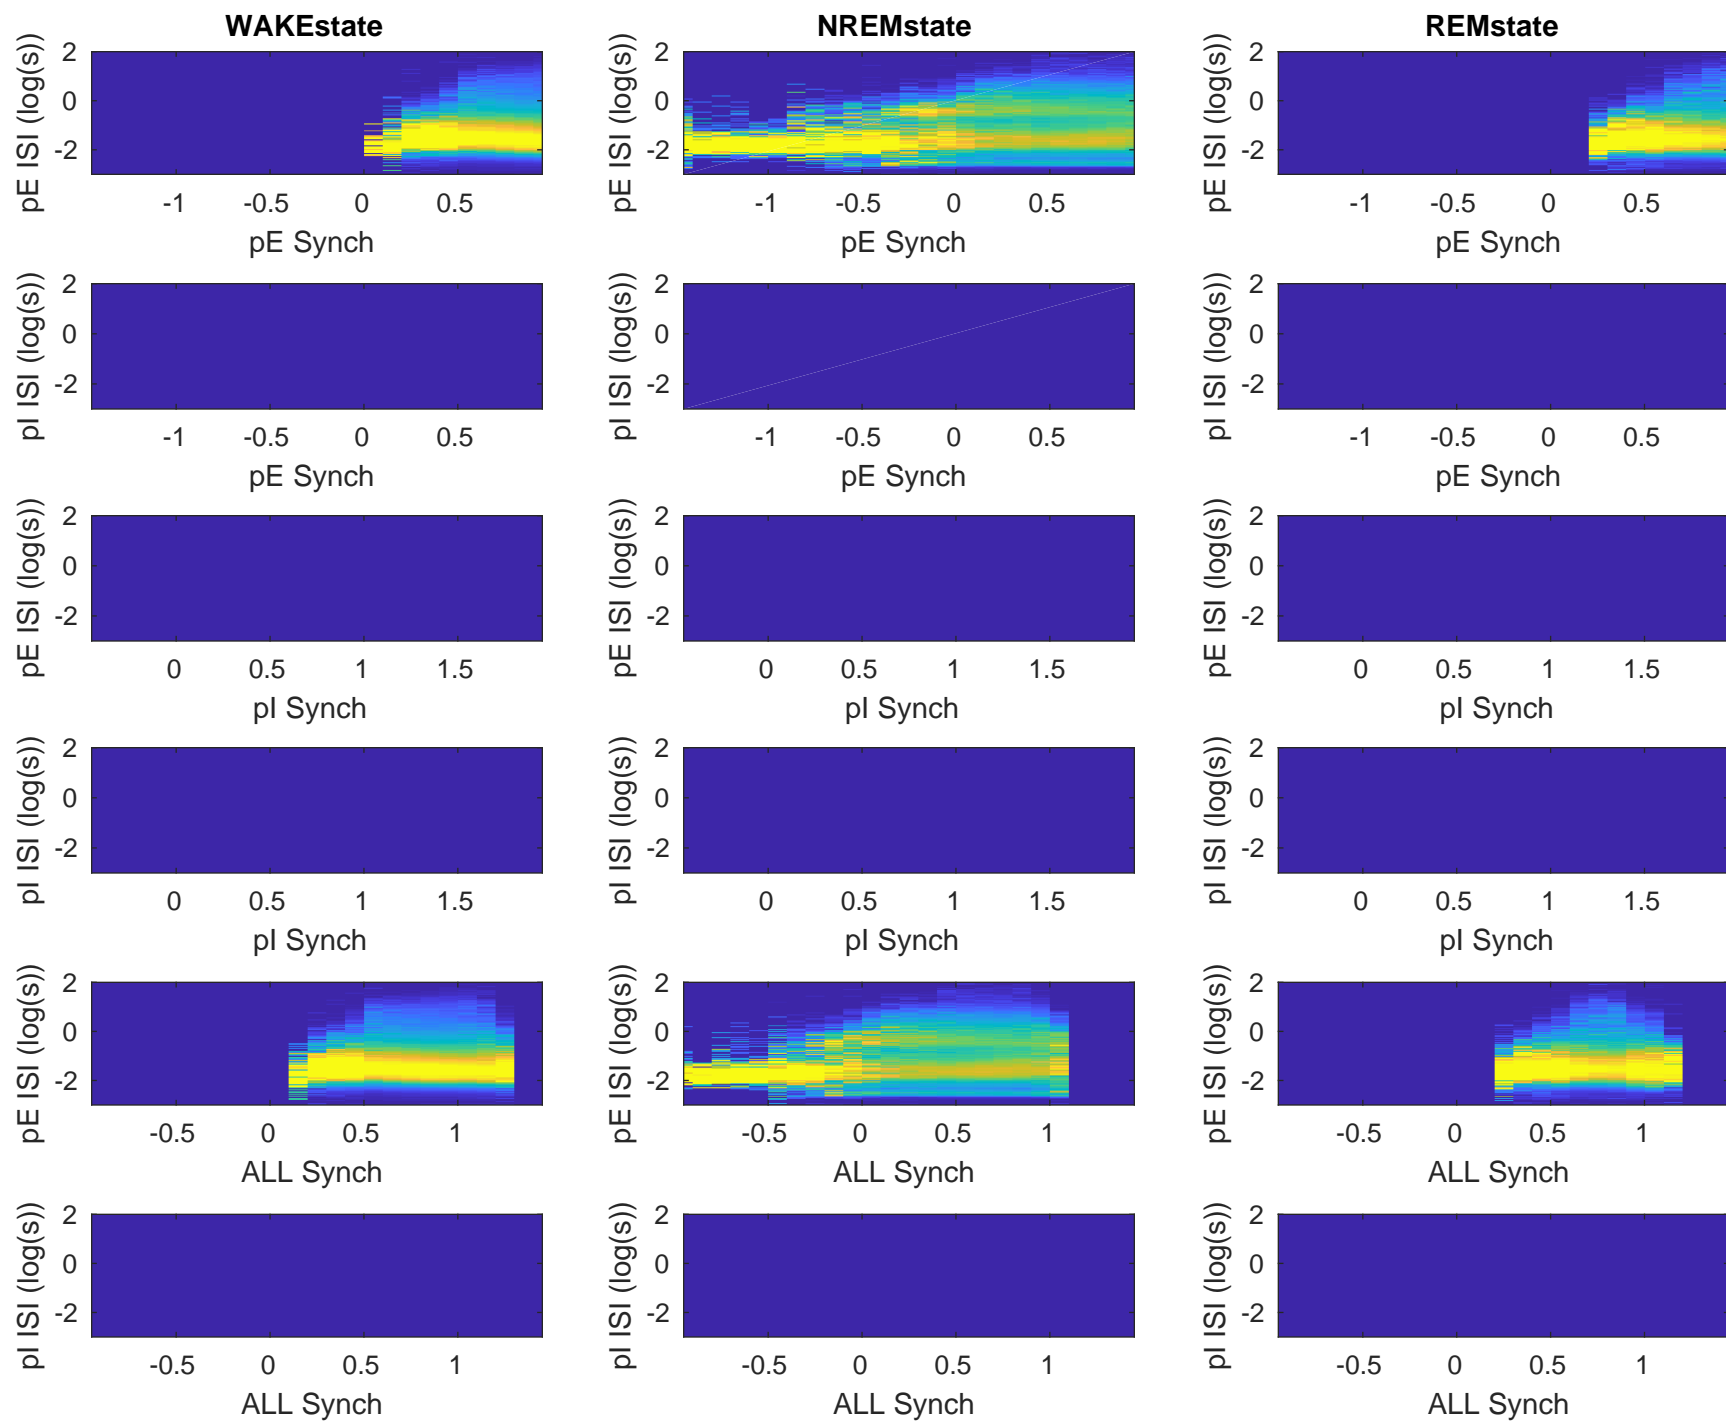 WAKEstate NREMstate REMstate
2 2 2
pE ISI (log(s)) 0 pE ISI (log(s)) 0 pE ISI (log(s)) 0
-2 -2 -2
-1 -0.5 0 0.5 -1 -0.5 0 0.5 -1 -0.5 0 0.5
pE Synch pE Synch pE Synch
2 2 2
pI ISI (log(s)) 0 pI ISI (log(s)) 0 pI ISI (log(s)) 0
-2 -2 -2
-1 -0.5 0 0.5 -1 -0.5 0 0.5 -1 -0.5 0 0.5
pE Synch pE Synch pE Synch
2 2 2
pE ISI (log(s)) 0 pE ISI (log(s)) 0 pE ISI (log(s)) 0
-2 -2 -2
0 0.5 1 1.5 0 0.5 1 1.5 0 0.5 1 1.5
pI Synch pI Synch pI Synch
2 2 2
pI ISI (log(s)) 0 pI ISI (log(s)) 0 pI ISI (log(s)) 0
-2 -2 -2
0 0.5 1 1.5 0 0.5 1 1.5 0 0.5 1 1.5
pI Synch pI Synch pI Synch
2 2 2
pE ISI (log(s)) 0 pE ISI (log(s)) 0 pE ISI (log(s)) 0
-2 -2 -2
-0.5 0 0.5 1 -0.5 0 0.5 1 -0.5 0 0.5 1
ALL Synch ALL Synch ALL Synch
2 2 2
pI ISI (log(s)) 0 pI ISI (log(s)) 0 pI ISI (log(s)) 0
-2 -2 -2
-0.5 0 0.5 1 -0.5 0 0.5 1 -0.5 0 0.5 1
ALL Synch ALL Synch ALL Synch